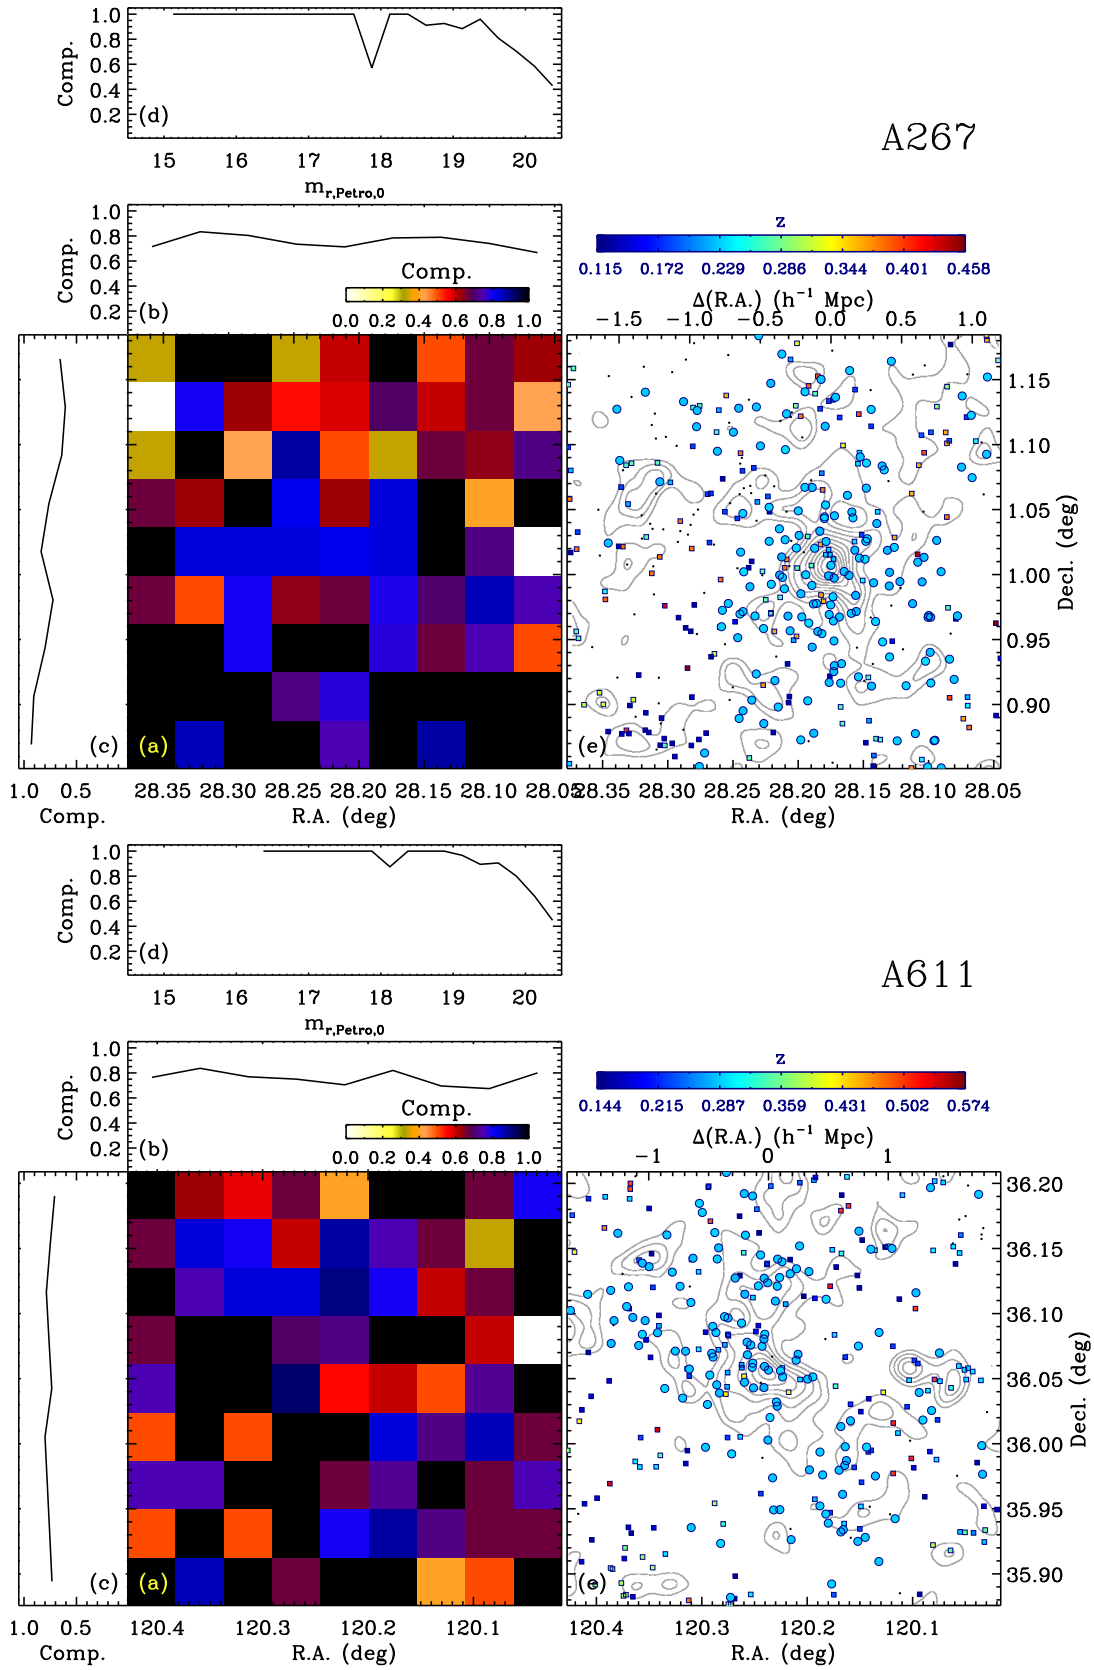 1.0
0.8
0.6
0.4
0.2
Comp.
(d)
15 16 17 18 19 20
m_r,Petro,0
A267
1.0
0.8
0.6
0.4
0.2
Comp.
(b)
Comp.
0.0 0.2 0.4 0.6 0.8 1.0
z
0.115 0.172 0.229 0.286 0.344 0.401 0.458
Δ(R.A.) (h⁻¹ Mpc)
−1.5 −1.0 −0.5 0.0 0.5 1.0
(c)
(a)
(e)
1.15
1.10
1.05
1.00
0.95
0.90
Decl. (deg)
1.0 0.5
Comp.
28.35 28.30 28.25 28.20 28.15 28.10 28.05
R.A. (deg)
28.35 28.30 28.25 28.20 28.15 28.10 28.05
R.A. (deg)
1.0
0.8
0.6
0.4
0.2
Comp.
(d)
15 16 17 18 19 20
m_r,Petro,0
A611
1.0
0.8
0.6
0.4
0.2
Comp.
(b)
Comp.
0.0 0.2 0.4 0.6 0.8 1.0
z
0.144 0.215 0.287 0.359 0.431 0.502 0.574
Δ(R.A.) (h⁻¹ Mpc)
−1 0 1
(c)
(a)
(e)
36.20
36.15
36.10
36.05
36.00
35.95
35.90
Decl. (deg)
1.0 0.5
Comp.
120.4 120.3 120.2 120.1
R.A. (deg)
120.4 120.3 120.2 120.1
R.A. (deg)